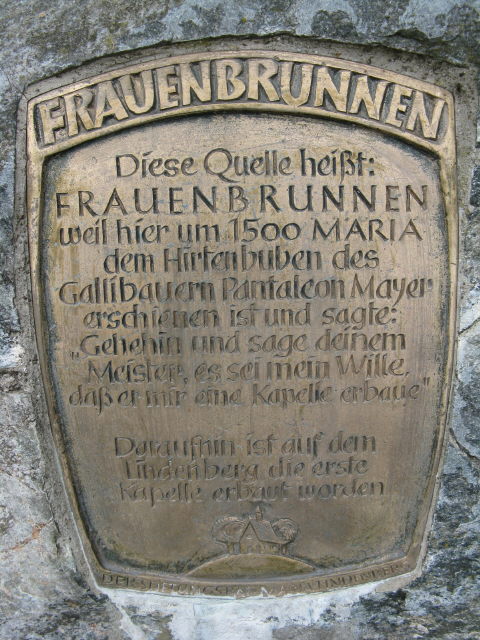 FRAUENBRUNNEN
Diese Quelle heißt:
FRAUENBRUNNEN
weil hier um 1500 MARIA
dem Hirtenbuben des
Gallibauern Pantaleon Mayer
erschienen ist und sagte:
„Gehe hin und sage deinem
Meister, es sei mein Wille,
daß er mir eine Kapelle erbaue"
Daraufhin ist auf dem
Lindenberg die erste
Kapelle erbaut worden